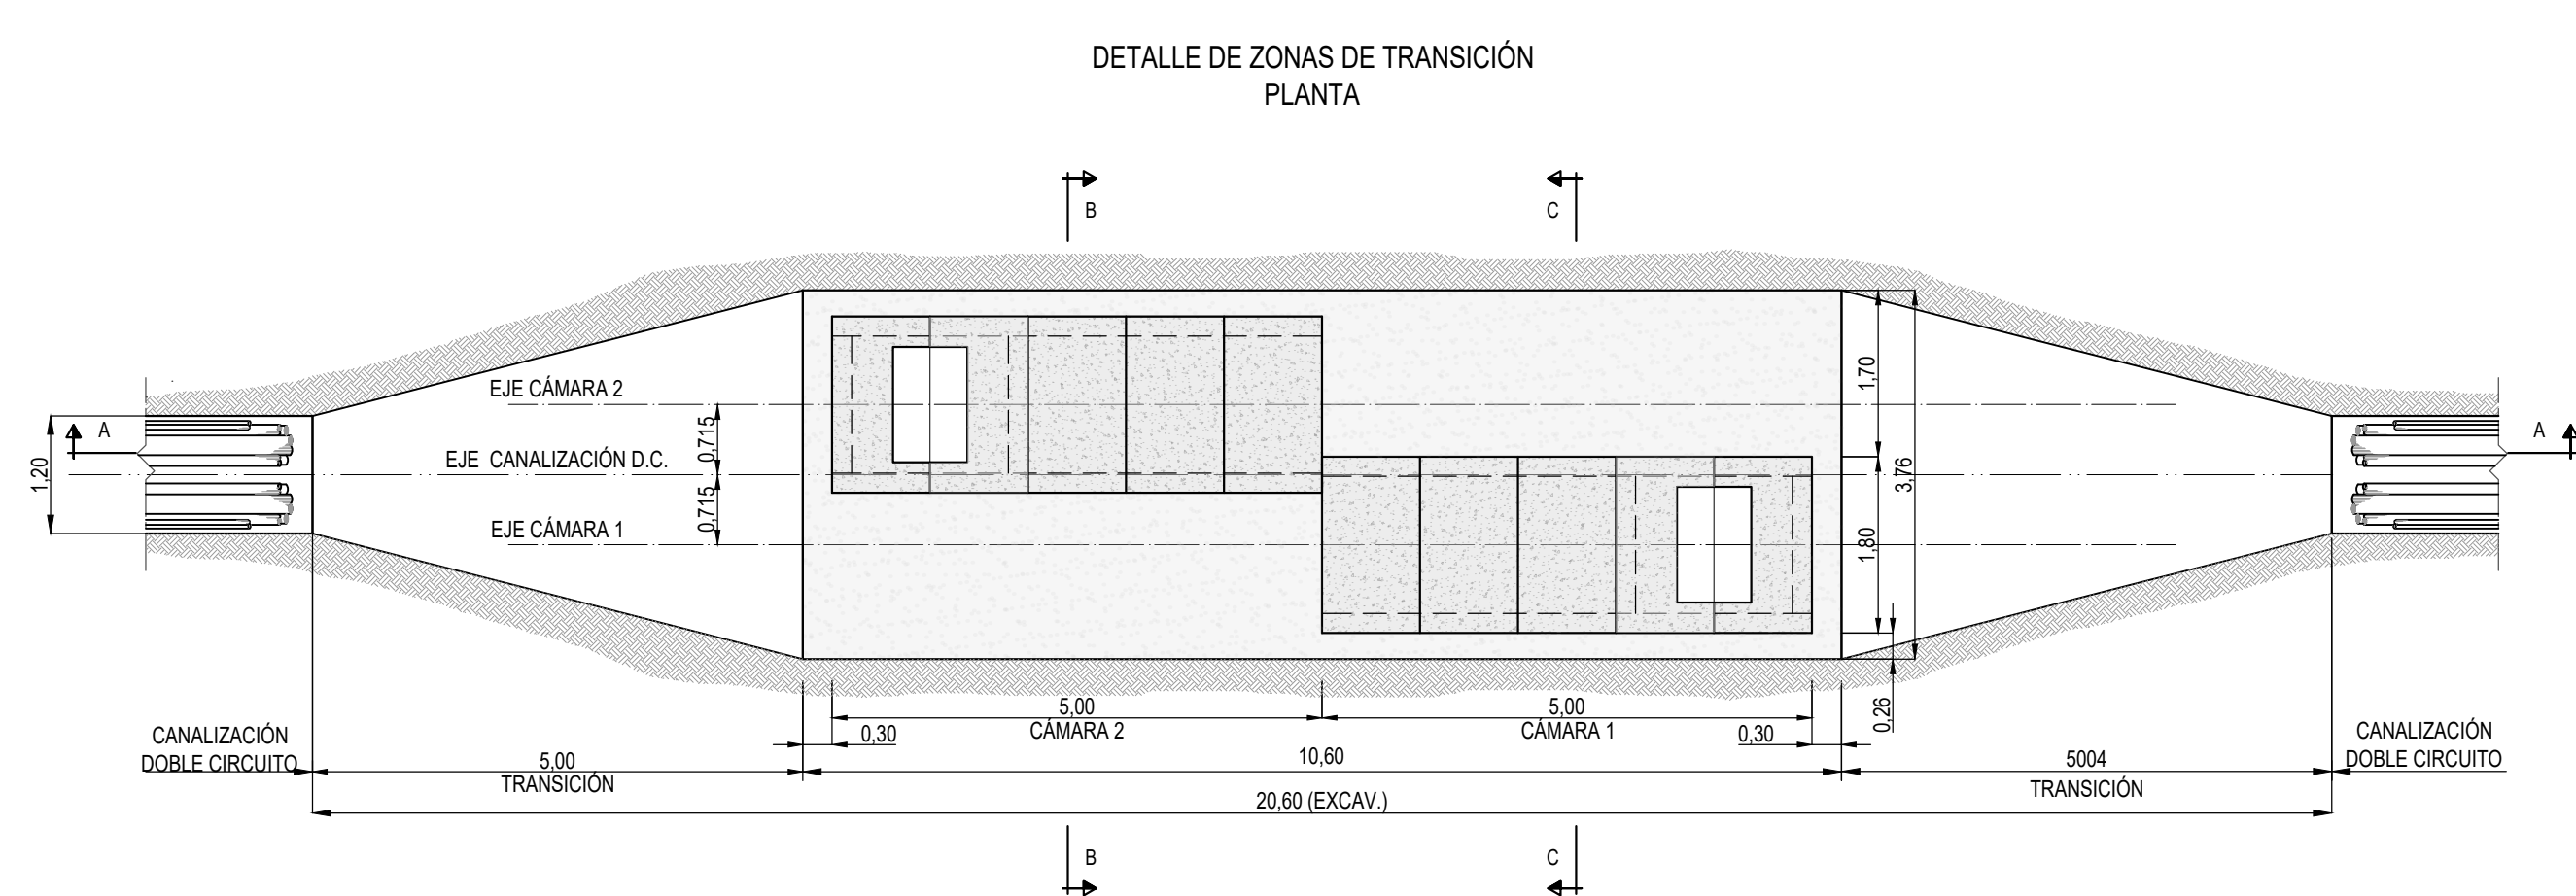 DETALLE DE ZONAS DE TRANSICIÓN
PLANTA
B
C
EJE CÁMARA 2
1,70
A
0,715
EJE CANALIZACIÓN D.C.
A
1,20
3,76
0,715
EJE CÁMARA 1
1,80
5,00
CÁMARA 2
5,00
CÁMARA 1
0,26
0,30
0,30
CANALIZACIÓN
DOBLE CIRCUITO
5,00
TRANSICIÓN
10,60
5004
TRANSICIÓN
CANALIZACIÓN
DOBLE CIRCUITO
20,60 (EXCAV.)
B
C